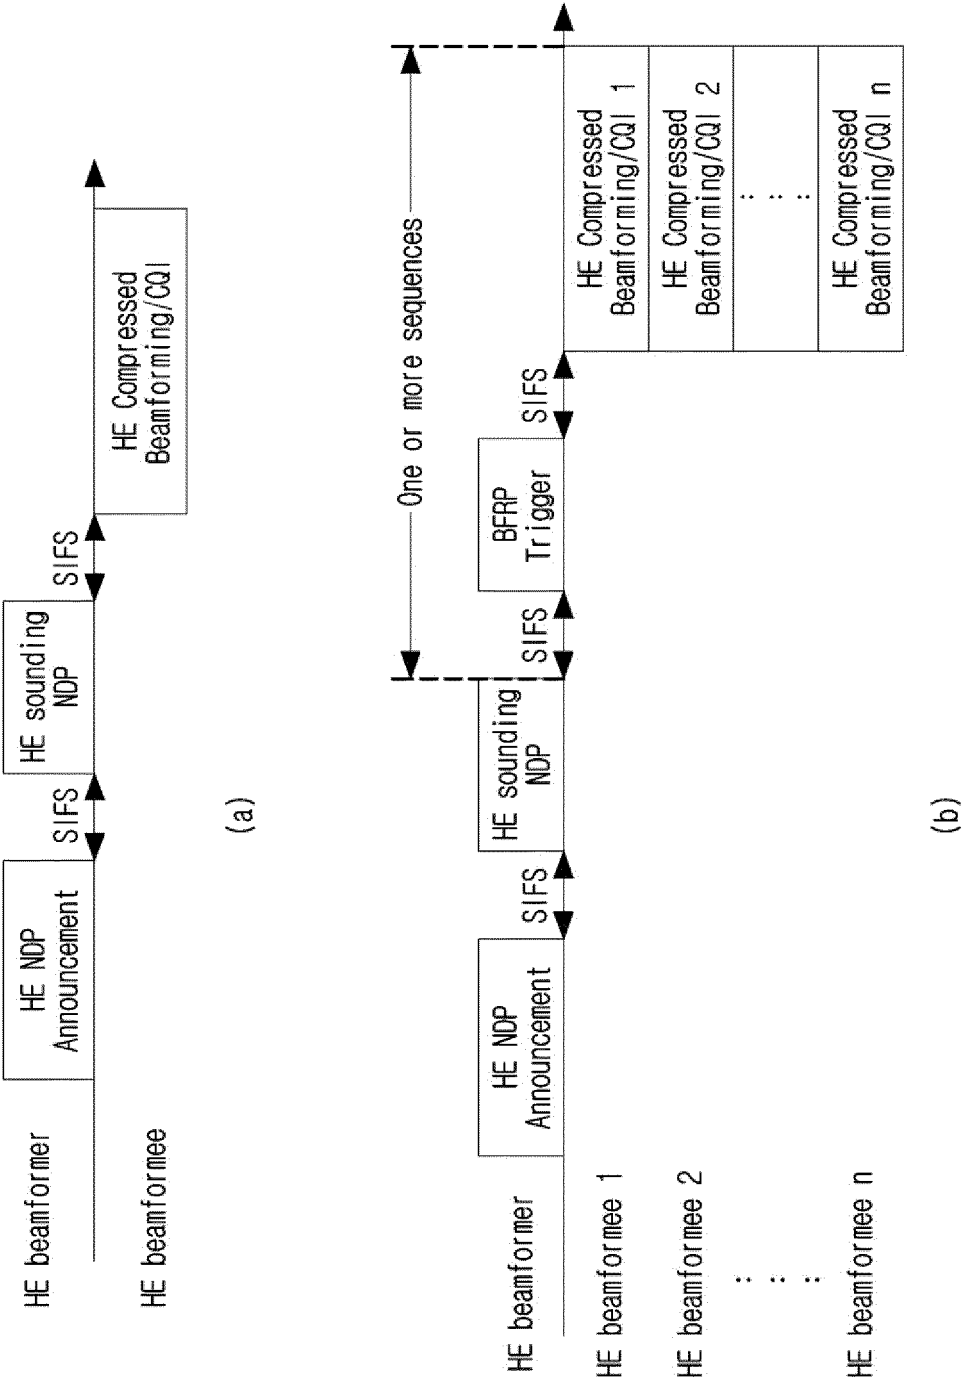 HE beamformer
HE NDP
Announcement
SIFS
HE sounding
NDP
SIFS
HE beamformee
HE Compressed
Beamforming/CQI
(a)
One or more sequences
HE beamformer
HE NDP
Announcement
SIFS
HE sounding
NDP
SIFS
BFRP
Trigger
SIFS
HE beamformee 1
HE Compressed
Beamforming/CQI 1
HE beamformee 2
HE Compressed
Beamforming/CQI 2
HE beamformee n
HE Compressed
Beamforming/CQI n
(b)